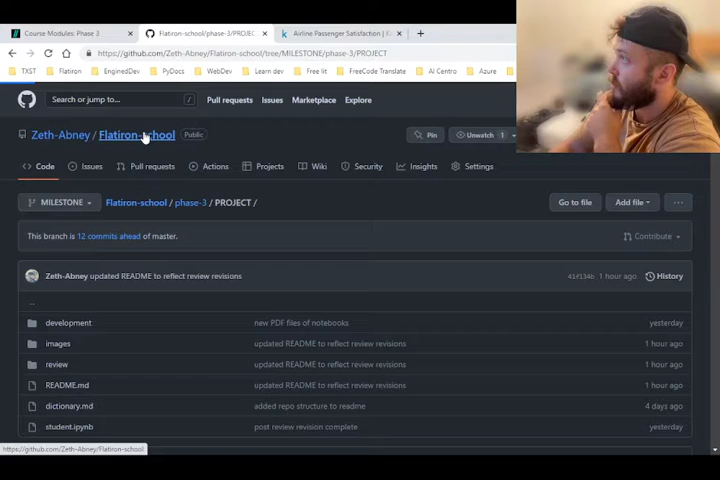 Course Modules: Phase 3
Flatiron-school/phase-3/PROJEC
Airline Passenger Satisfaction | K
https://github.com/Zeth-Abney/Flatiron-school/tree/MILESTONE/phase-3/PROJECT
TXST
Flatiron
EnginedDev
PyDocs
WebDev
Learn dev
Free lit
FreeCode Translate
AI Centro
Azure
Search or jump to...
/
Pull requests
Issues
Marketplace
Explore
Zeth-Abney / Flatiron-school
Public
Pin
Unwatch
1
Code
Issues
Pull requests
Actions
Projects
Wiki
Security
Insights
Settings
MILESTONE
Flatiron-school / phase-3 / PROJECT /
Go to file
Add file
...
This branch is 12 commits ahead of master.
Contribute
Zeth-Abney updated README to reflect review revisions
41f134b 1 hour ago
History
..
development
new PDF files of notebooks
yesterday
images
updated README to reflect review revisions
1 hour ago
review
updated README to reflect review revisions
1 hour ago
README.md
updated README to reflect review revisions
1 hour ago
dictionary.md
added repo structure to readme
4 days ago
student.ipynb
post review revision complete
yesterday
https://github.com/Zeth-Abney/Flatiron-school